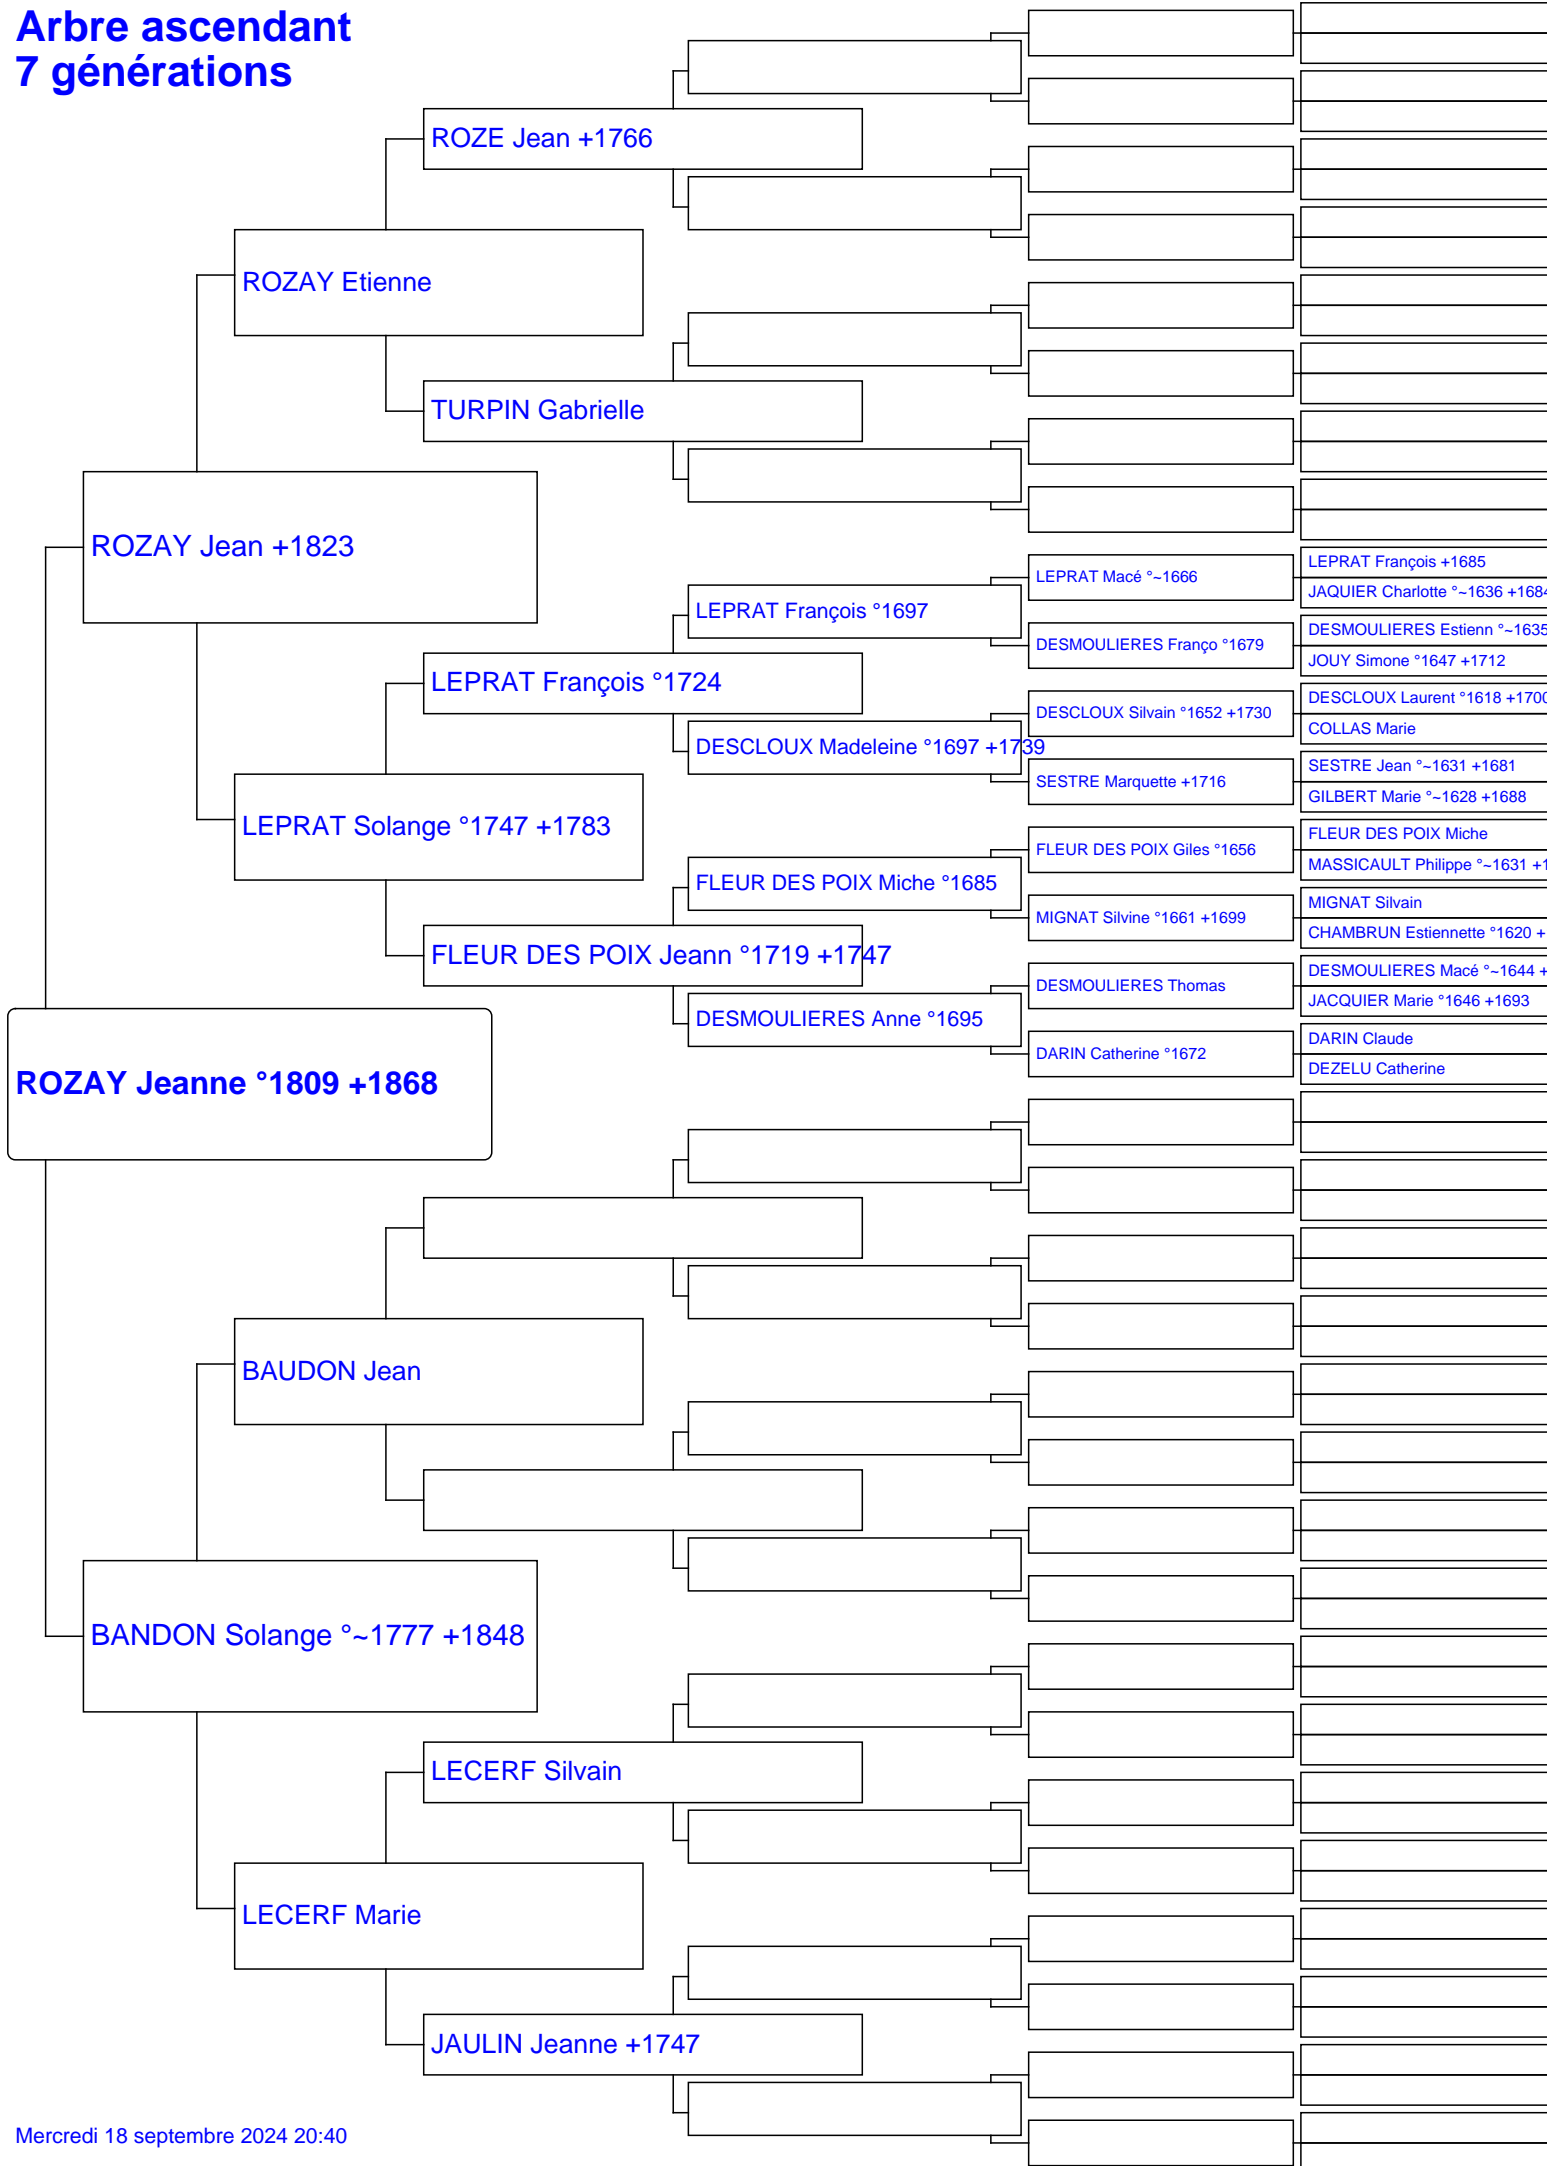 Arbre ascendant
7 générations
ROZE Jean +1766
ROZAY Etienne
TURPIN Gabrielle
ROZAY Jean +1823
LEPRAT François +1685
LEPRAT Macé °~1666
JAQUIER Charlotte °~1636 +1684
LEPRAT François °1697
DESMOULIERES Estienn °~1635
DESMOULIERES Franço °1679
JOUY Simone °1647 +1712
LEPRAT François °1724
DESCLOUX Laurent °1618 +1700
DESCLOUX Silvain °1652 +1730
COLLAS Marie
DESCLOUX Madeleine °1697 +1739
SESTRE Jean °~1631 +1681
SESTRE Marquette +1716
GILBERT Marie °~1628 +1688
LEPRAT Solange °1747 +1783
FLEUR DES POIX Miche
FLEUR DES POIX Giles °1656
MASSICAULT Philippe °~1631 +1
FLEUR DES POIX Miche °1685
MIGNAT Silvain
MIGNAT Silvine °1661 +1699
CHAMBRUN Estiennette °1620 +
FLEUR DES POIX Jeann °1719 +1747
DESMOULIERES Macé °~1644 +
DESMOULIERES Thomas
JACQUIER Marie °1646 +1693
DESMOULIERES Anne °1695
DARIN Claude
DARIN Catherine °1672
DEZELU Catherine
ROZAY Jeanne °1809 +1868
BAUDON Jean
BANDON Solange °~1777 +1848
LECERF Silvain
LECERF Marie
JAULIN Jeanne +1747
Mercredi 18 septembre 2024 20:40